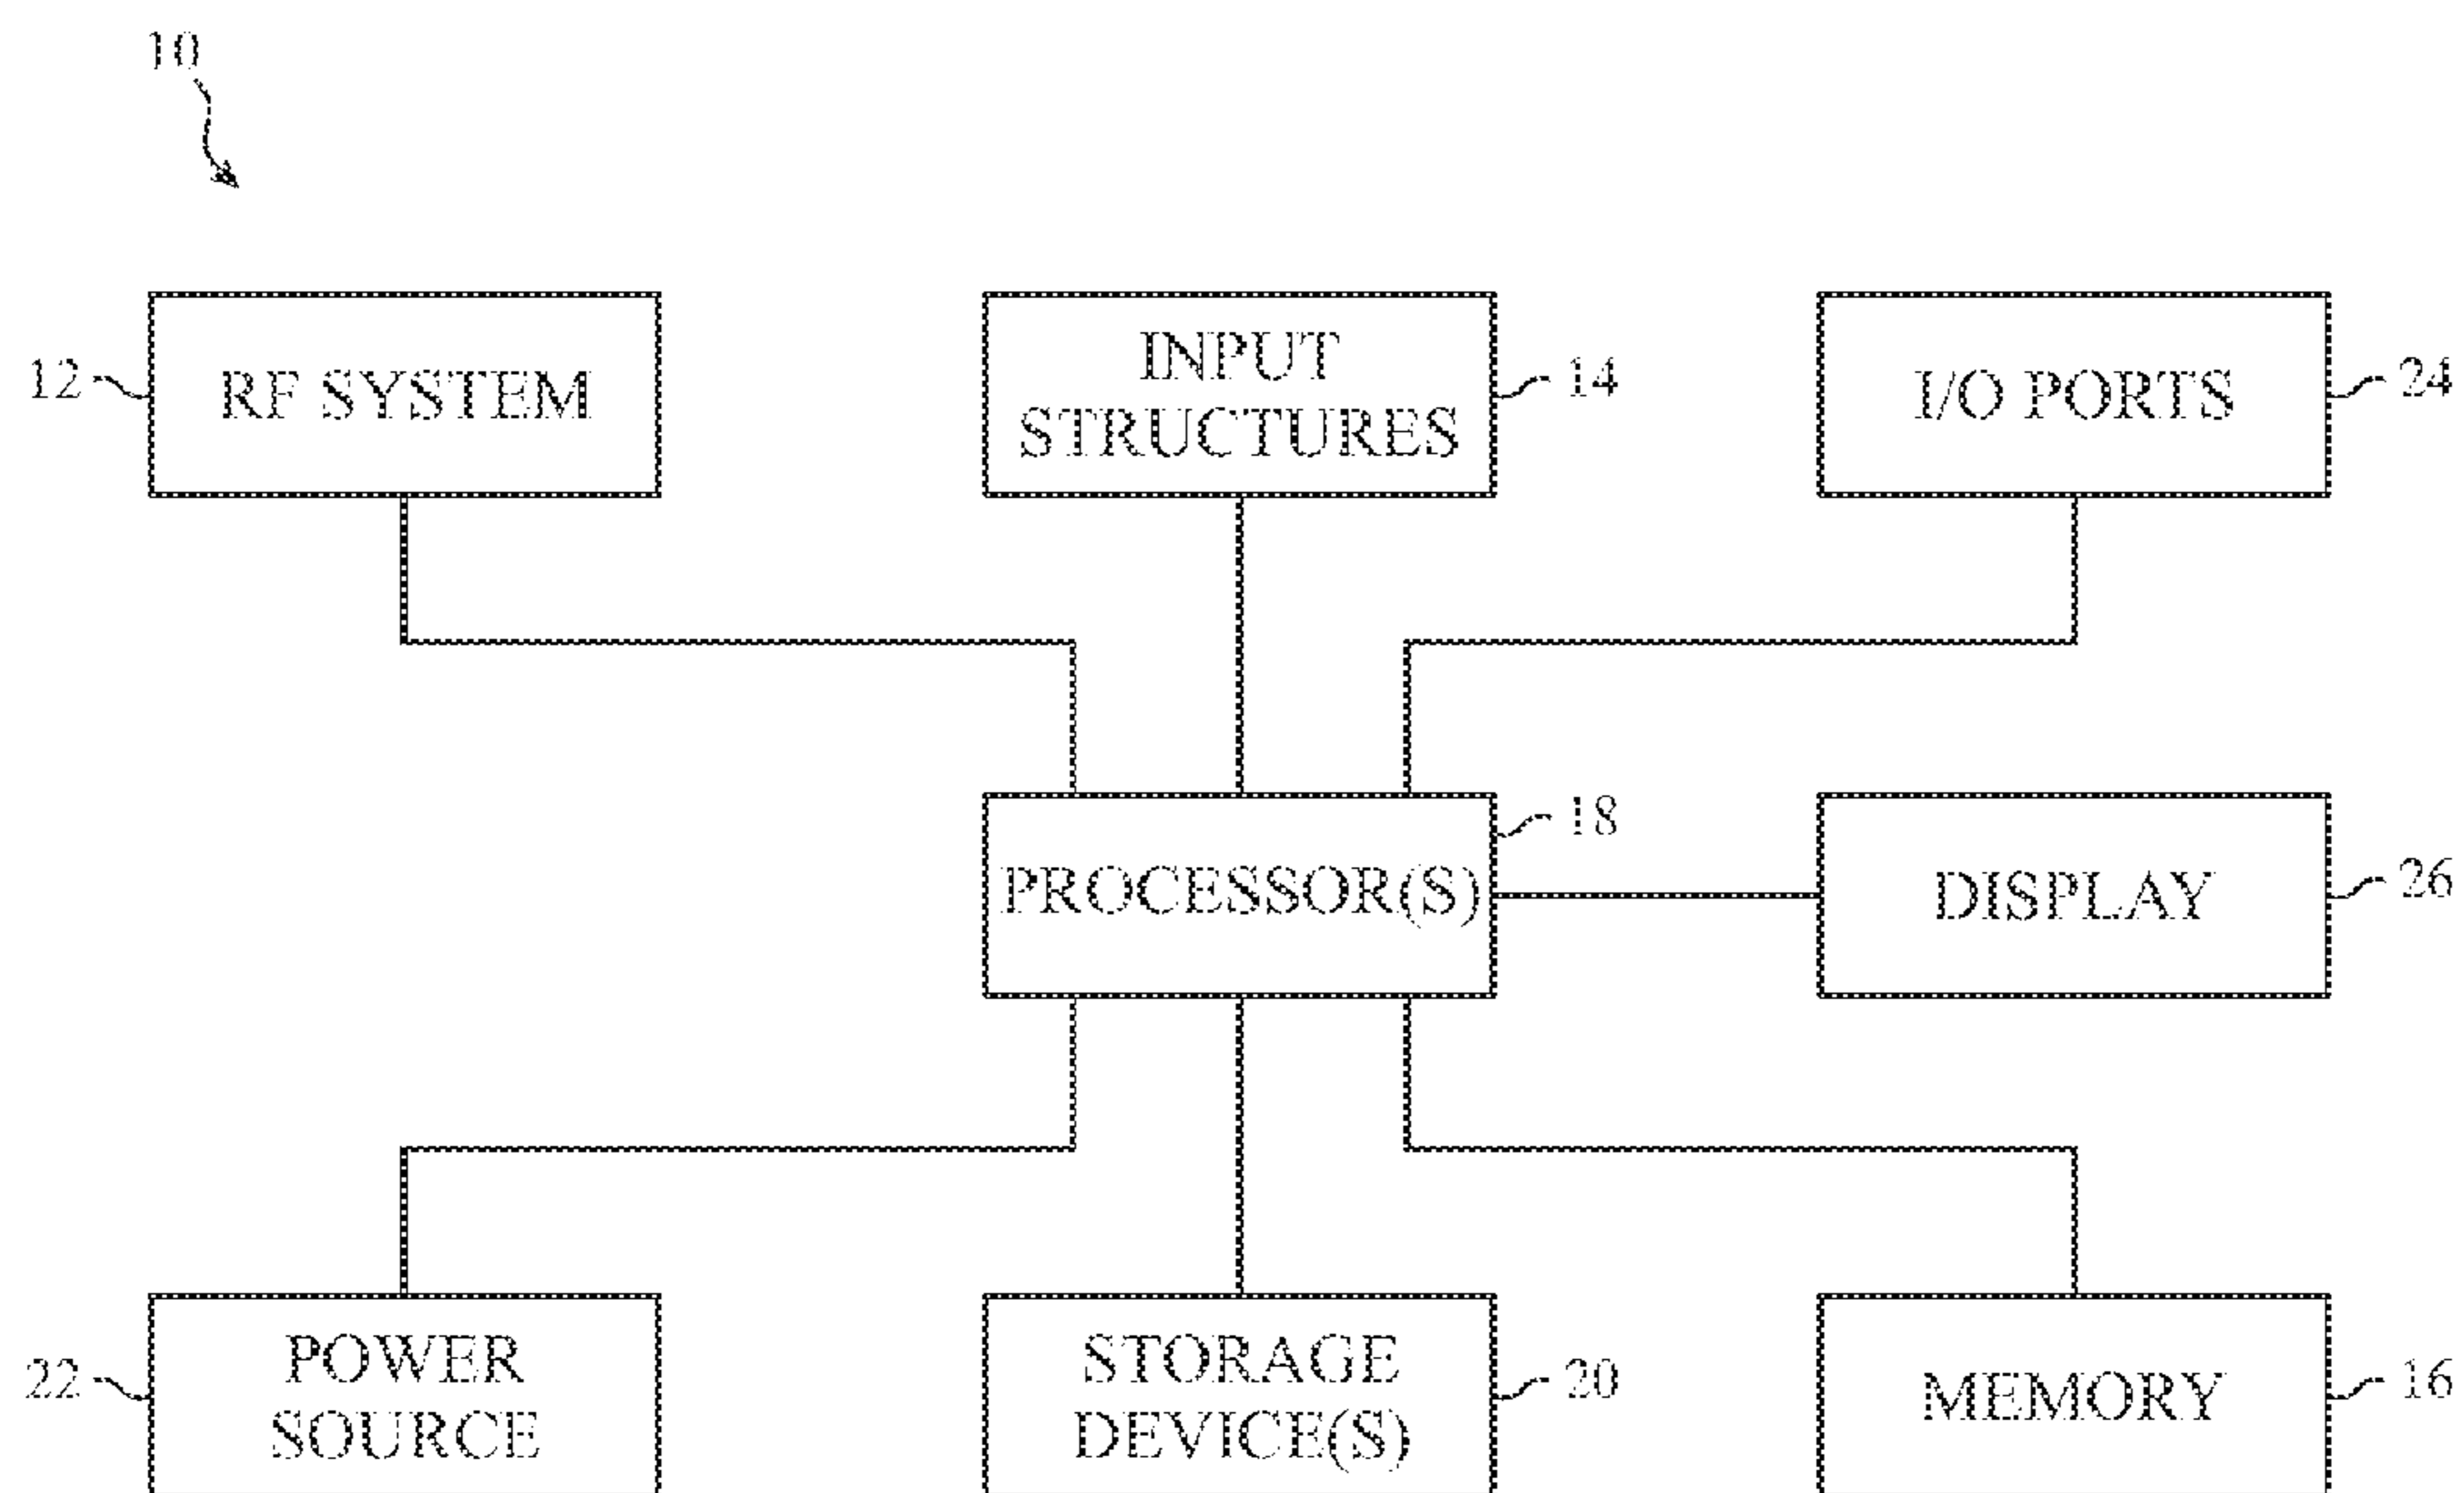 10
12
RF SYSTEM
INPUT
STRUCTURES
14
I/O PORTS
24
PROCESSOR(S)
18
DISPLAY
26
22
POWER
SOURCE
STORAGE
DEVICE(S)
20
MEMORY
16